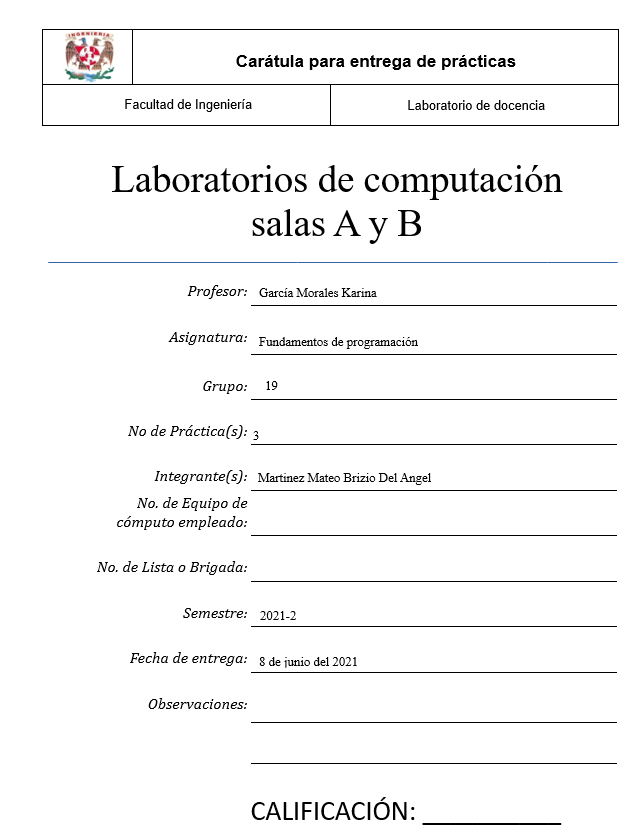 INGENIERIA
Carátula para entrega de prácticas
Facultad de Ingeniería
Laboratorio de docencia
Laboratorios de computación
salas A y B
Profesor: García Morales Karina
Asignatura: Fundamentos de programación
Grupo: 19
No de Práctica(s): 3
Integrante(s): Martinez Mateo Brizio Del Angel
No. de Equipo de
cómputo empleado:
No. de Lista o Brigada:
Semestre: 2021-2
Fecha de entrega: 8 de junio del 2021
Observaciones:
CALIFICACIÓN: __________